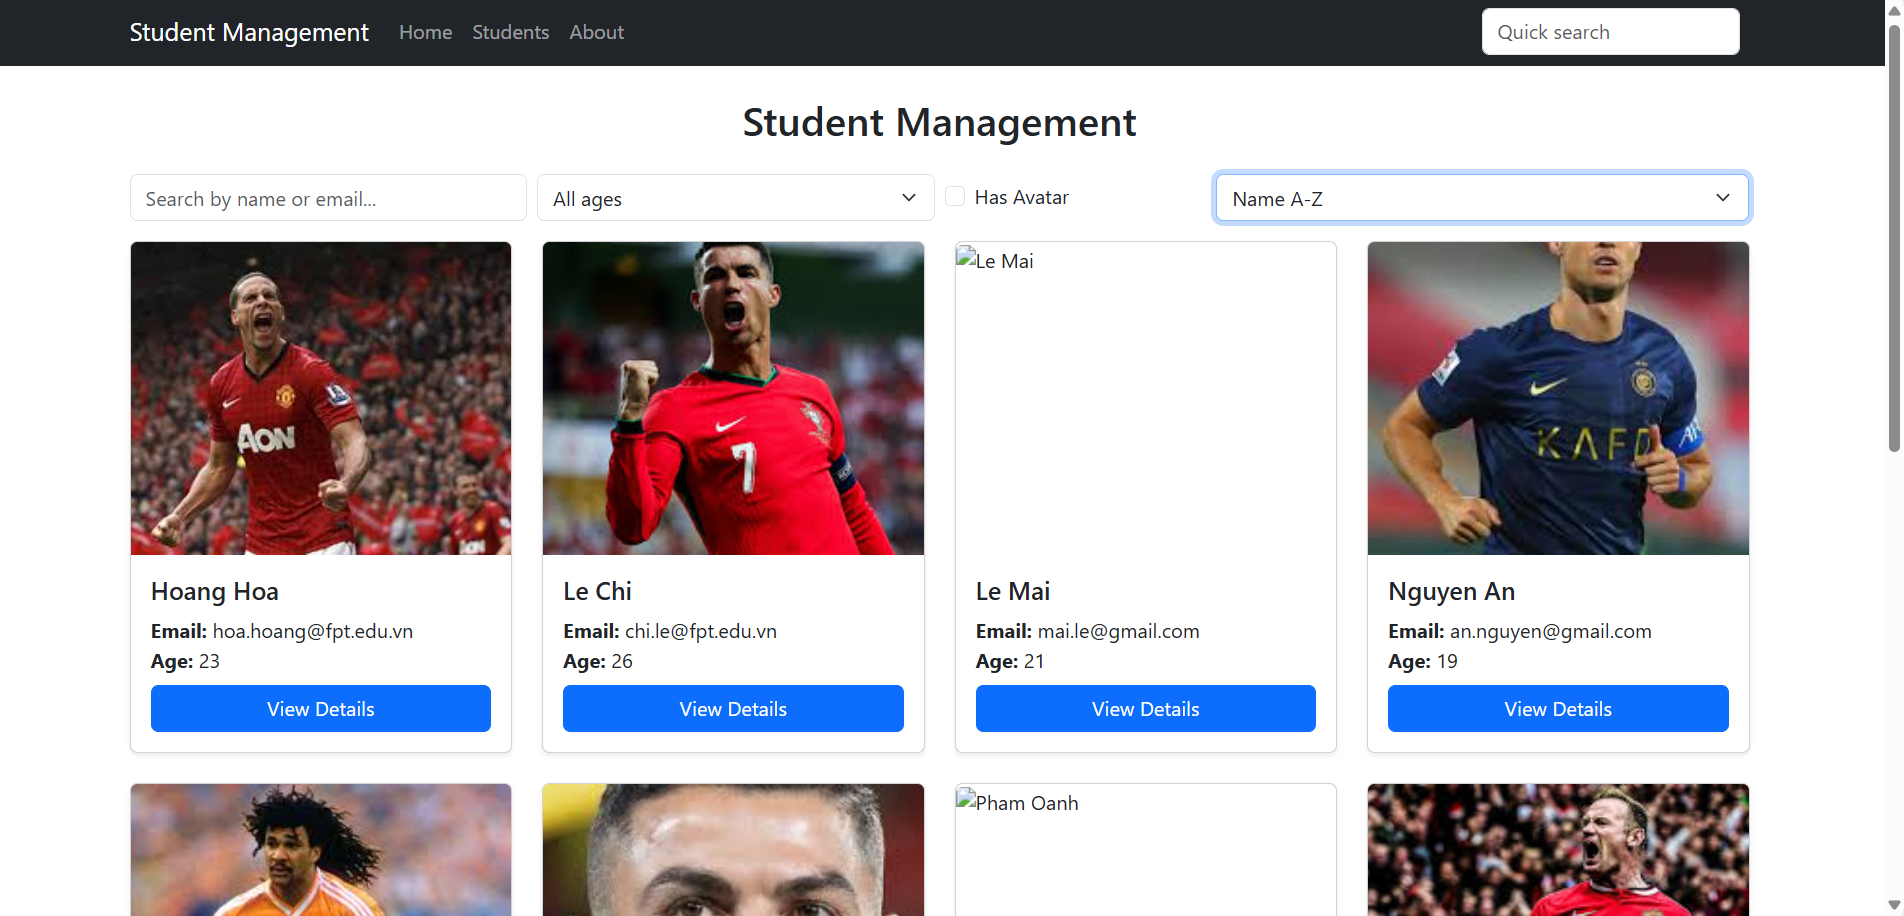 Student Management Home Students About Quick search
Student Management
Search by name or email... All ages Has Avatar Name A-Z
AON
7
Le Mai
KAFD
Hoang Hoa
Email: hoa.hoang@fpt.edu.vn
Age: 23
View Details
Le Chi
Email: chi.le@fpt.edu.vn
Age: 26
View Details
Le Mai
Email: mai.le@gmail.com
Age: 21
View Details
Nguyen An
Email: an.nguyen@gmail.com
Age: 19
View Details
Pham Oanh